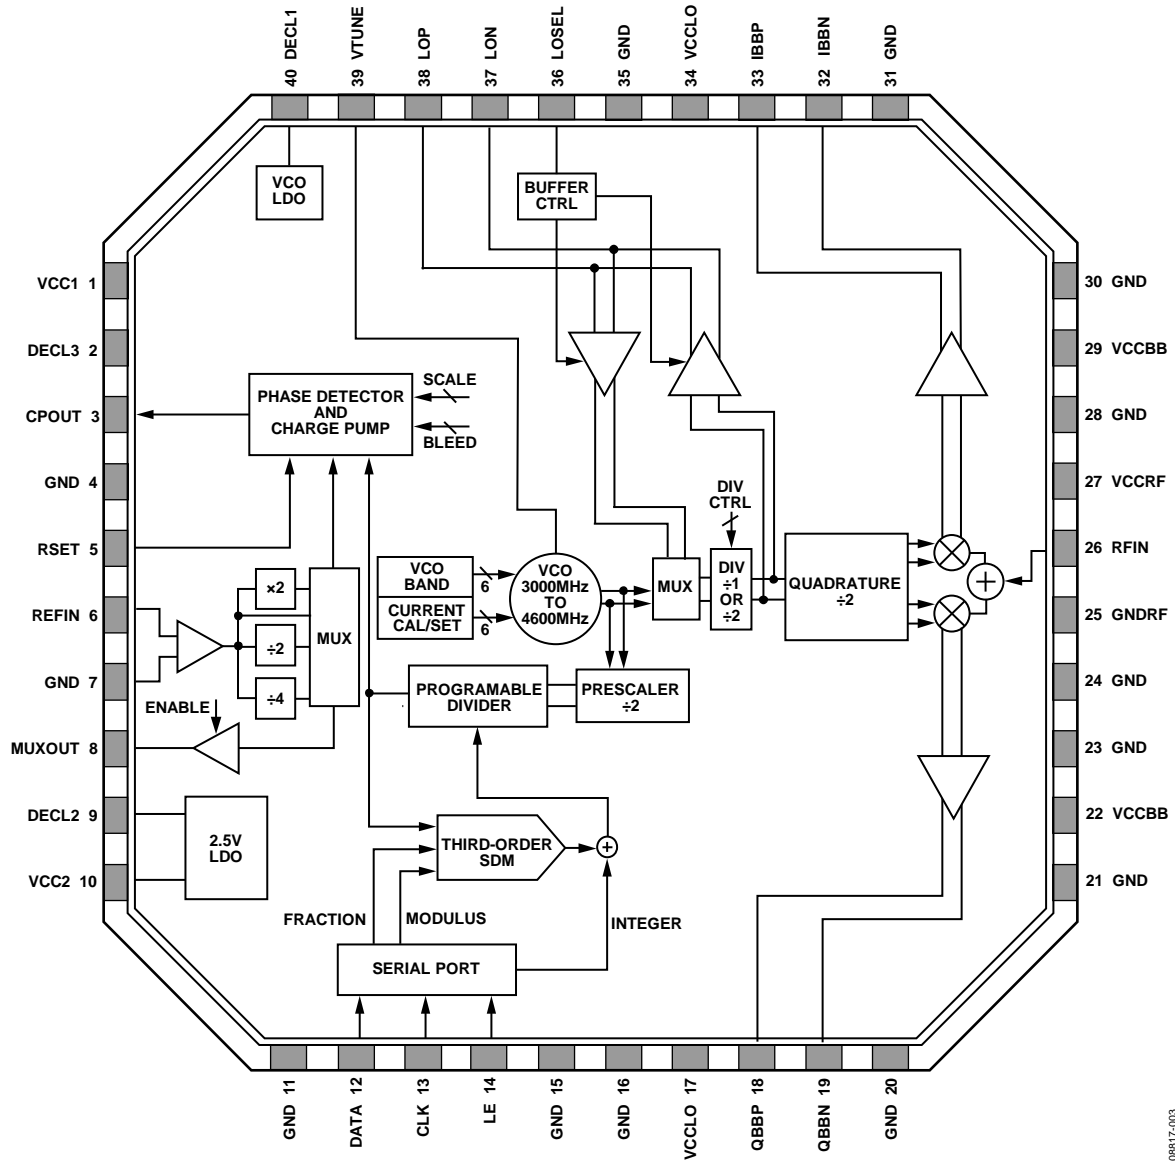 40 DECL1
39 VTUNE
38 LOP
37 LON
36 LOSEL
35 GND
34 VCCLO
33 IBBP
32 IBBN
31 GND
VCC1 1
DECL3 2
CPOUT 3
GND 4
RSET 5
REFIN 6
GND 7
MUXOUT 8
DECL2 9
VCC2 10
VCO
LDO
BUFFER
CTRL
PHASE DETECTOR
AND
CHARGE PUMP
SCALE
BLEED
DIV
CTRL
VCO
BAND
CURRENT
CAL/SET
6
6
VCO
3000MHz
TO
4600MHz
MUX
DIV
÷1
OR
÷2
QUADRATURE
÷2
×2
÷2
÷4
MUX
ENABLE
PROGRAMABLE
DIVIDER
PRESCALER
÷2
2.5V
LDO
THIRD-ORDER
SDM
+
+
FRACTION
MODULUS
INTEGER
SERIAL PORT
30 GND
29 VCCBB
28 GND
27 VCCRF
26 RFIN
25 GNDRF
24 GND
23 GND
22 VCCBB
21 GND
GND 11
DATA 12
CLK 13
LE 14
GND 15
GND 16
VCCLO 17
QBBP 18
QBBN 19
GND 20
08817-003